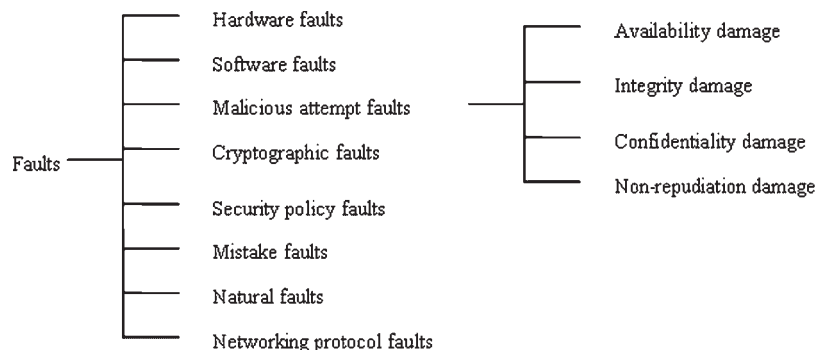 Hardware faults
Software faults
Malicious attempt faults
Cryptographic faults
Faults
Security policy faults
Mistake faults
Natural faults
Networking protocol faults
Availability damage
Integrity damage
Confidentiality damage
Non-repudiation damage